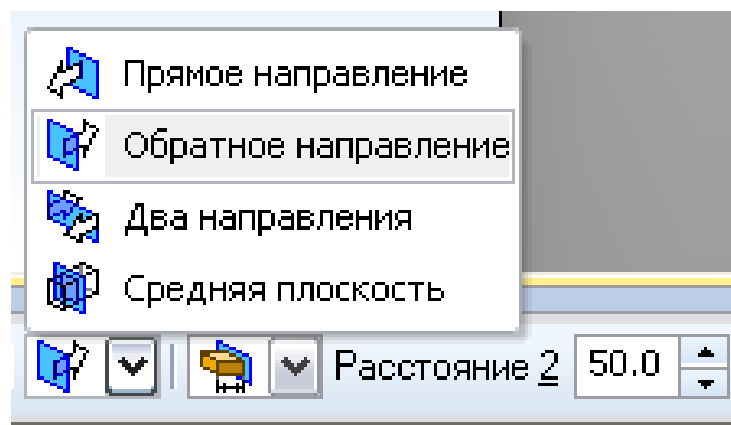 Прямое направление
Обратное направление
Два направления
Средняя плоскость
Расстояние 2 50.0